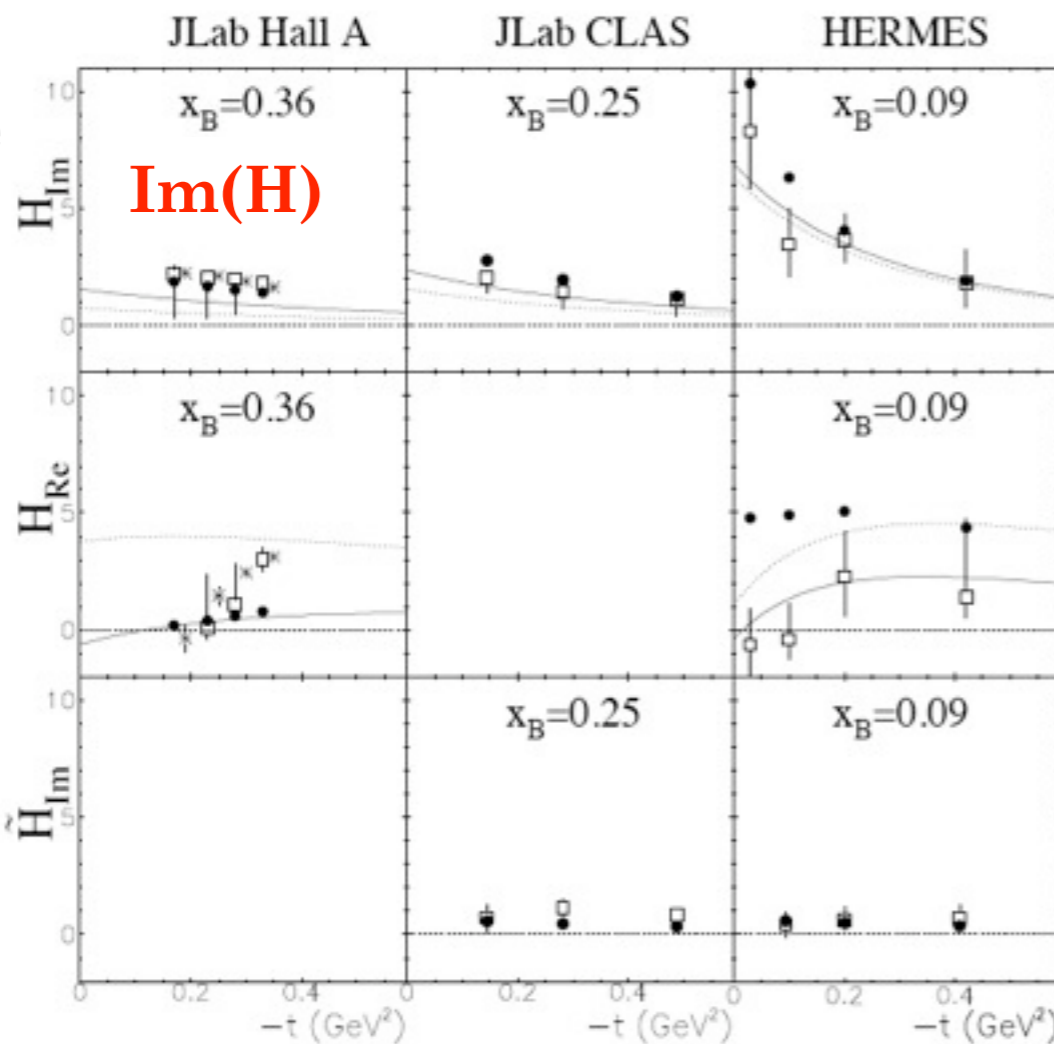 JLab Hall A JLab CLAS HERMES
H_Im 10 x_B=0.36 x_B=0.25 x_B=0.09
Im(H)
5
0
H_Re 10 x_B=0.36 x_B=0.09
5
0
H̃_Im 10 x_B=0.25 x_B=0.09
5
0
0 0.2 0.4 0 0.2 0.4 0 0.2 0.4
−t (GeV²) −t (GeV²) −t (GeV²)